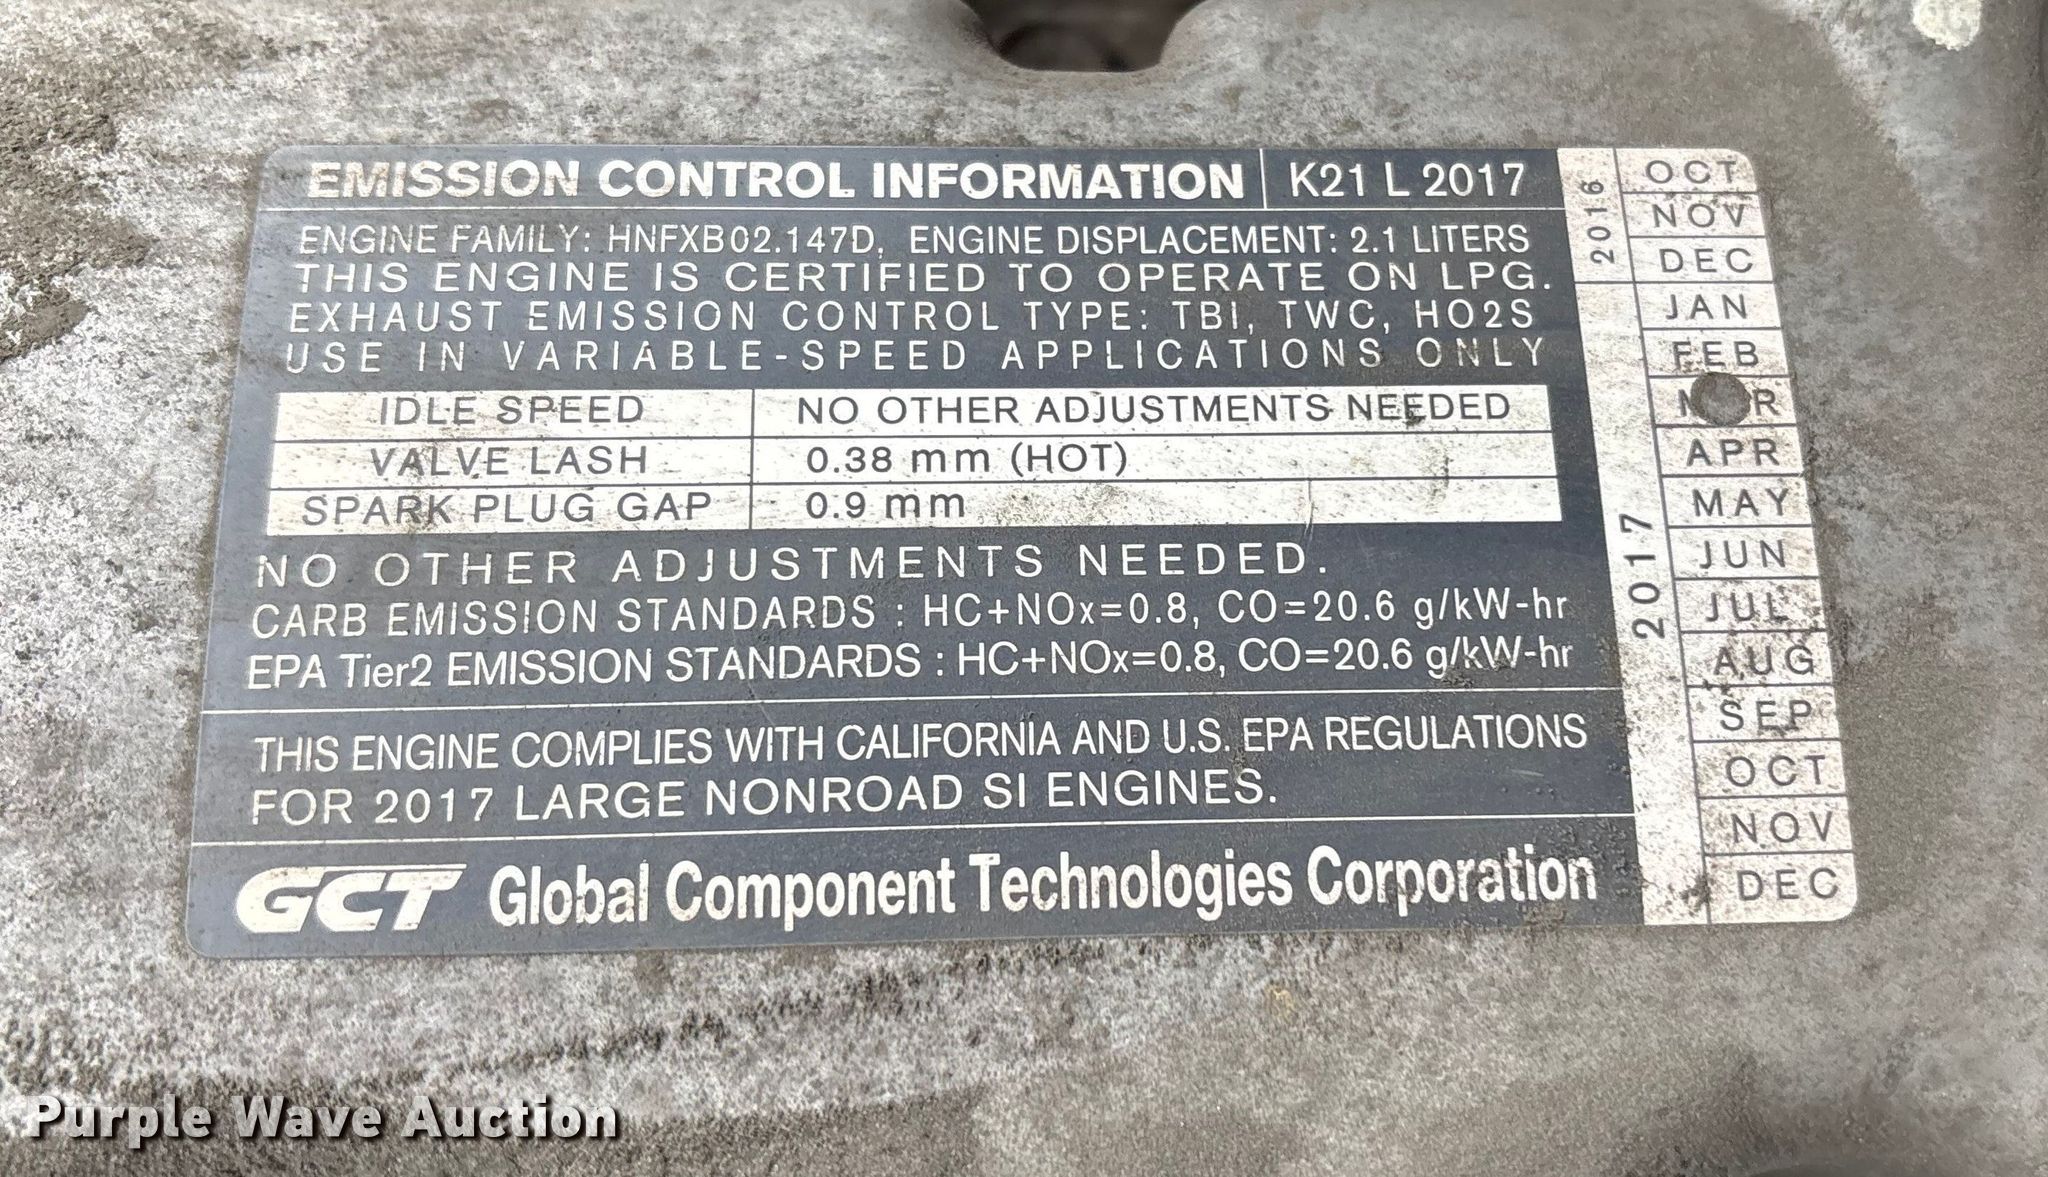 EMISSION CONTROL INFORMATION K21 L 2017
ENGINE FAMILY: HNFXB02.147D, ENGINE DISPLACEMENT: 2.1 LITERS
THIS ENGINE IS CERTIFIED TO OPERATE ON LPG.
EXHAUST EMISSION CONTROL TYPE: TBI, TWC, HO2S
USE IN VARIABLE-SPEED APPLICATIONS ONLY
IDLE SPEED NO OTHER ADJUSTMENTS NEEDED
VALVE LASH 0.38 mm (HOT)
SPARK PLUG GAP 0.9 mm
NO OTHER ADJUSTMENTS NEEDED.
CARB EMISSION STANDARDS : HC+NOx=0.8, CO=20.6 g/kW-hr
EPA Tier2 EMISSION STANDARDS : HC+NOx=0.8, CO=20.6 g/kW-hr
THIS ENGINE COMPLIES WITH CALIFORNIA AND U.S. EPA REGULATIONS
FOR 2017 LARGE NONROAD SI ENGINES.
GCT Global Component Technologies Corporation
2016
OCT
NOV
DEC
2017
JAN
FEB
APR
MAY
JUN
JUL
AUG
SEP
OCT
NOV
DEC
Purple Wave Auction